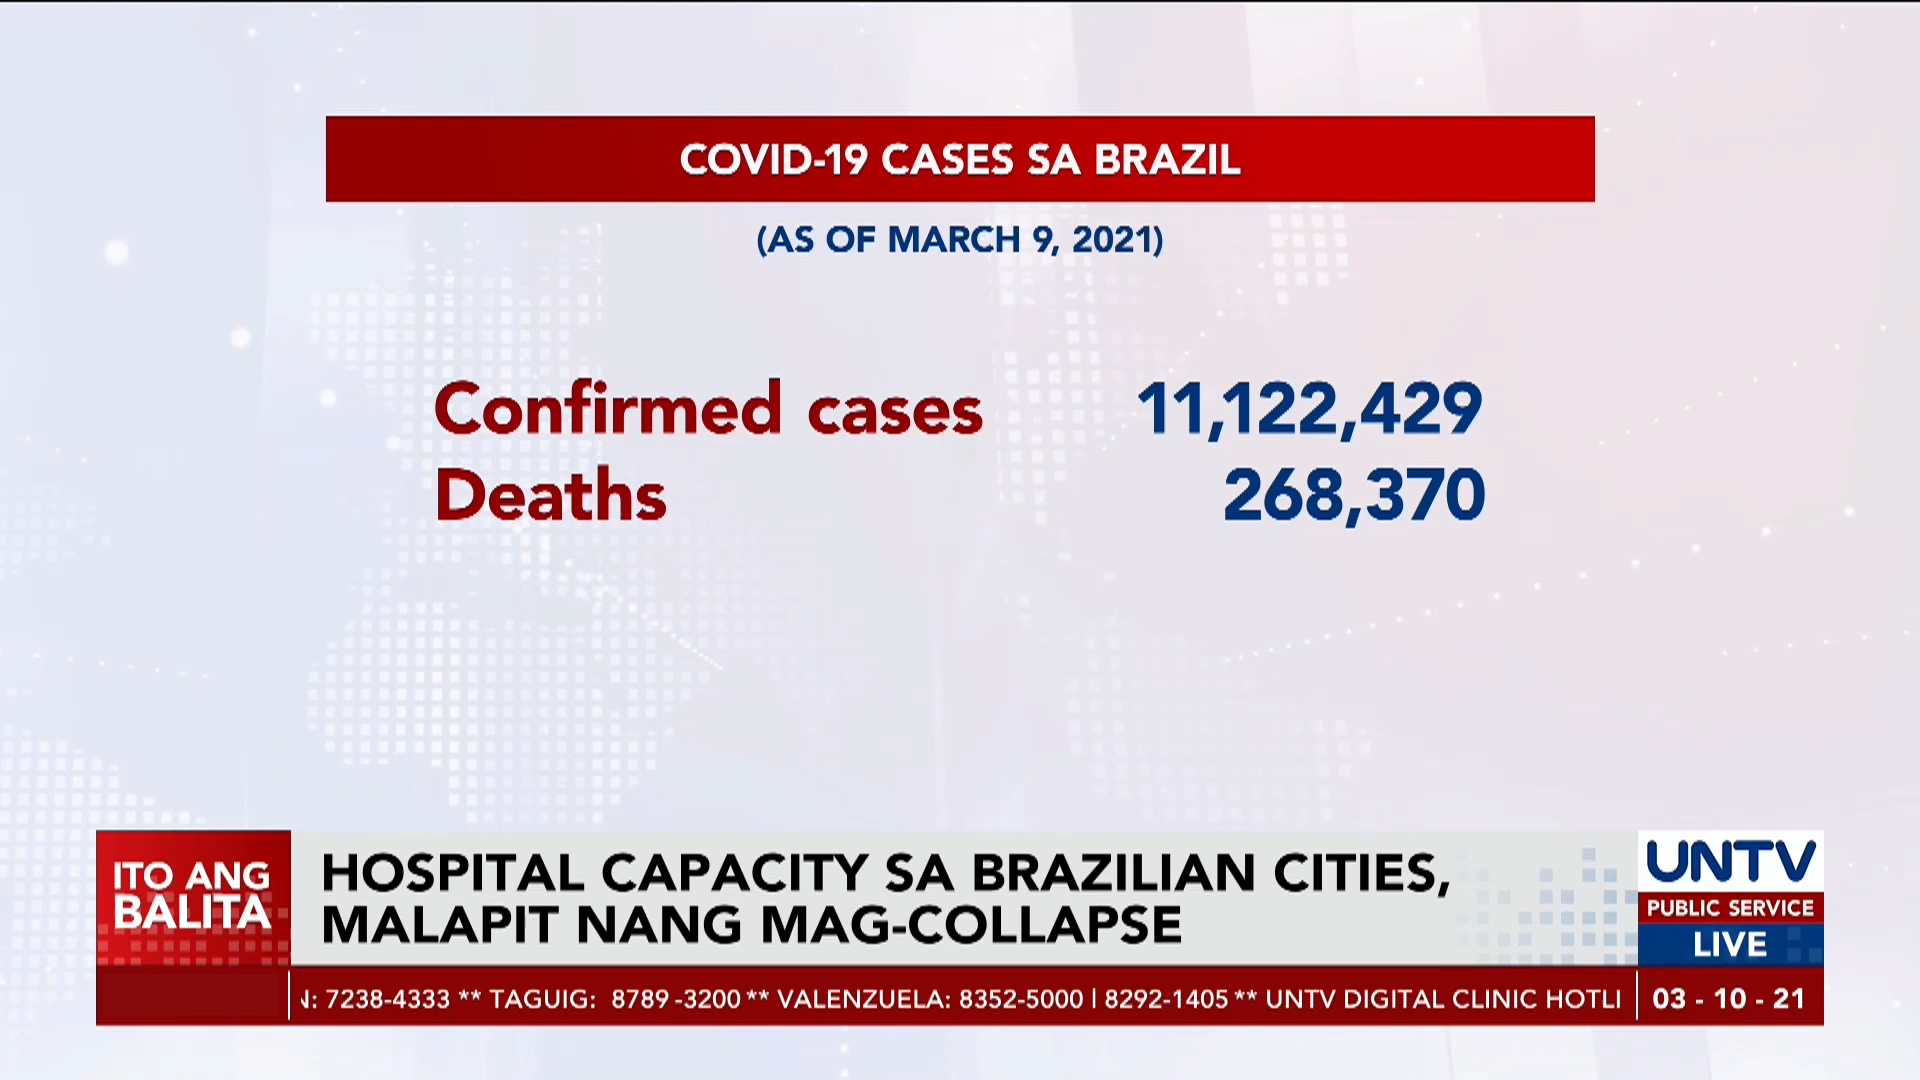 COVID-19 CASES SA BRAZIL
(AS OF MARCH 9, 2021)
Confirmed cases 11,122,429
Deaths 268,370
ITO ANG
BALITA
HOSPITAL CAPACITY SA BRAZILIAN CITIES,
MALAPIT NANG MAG-COLLAPSE
UNTV
PUBLIC SERVICE
LIVE
N: 7238-4333 ** TAGUIG: 8789 -3200 ** VALENZUELA: 8352-5000 | 8292-1405 ** UNTV DIGITAL CLINIC HOTLI
03 - 10 - 21